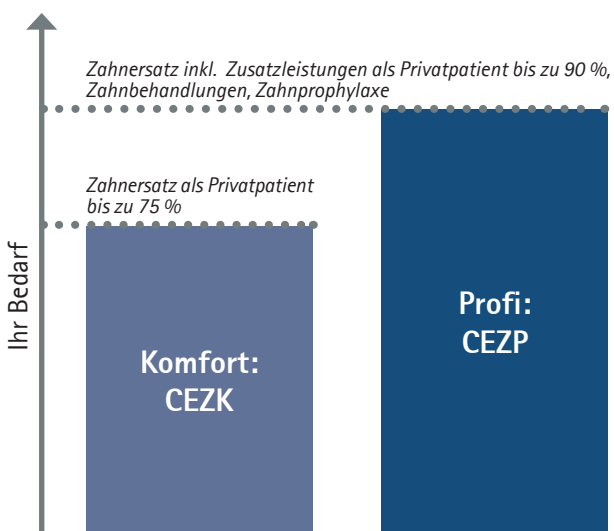 Zahnersatz inkl. Zusatzleistungen als Privatpatient bis zu 90 %,
Zahnbehandlungen, Zahnprophylaxe
Zahnersatz als Privatpatient
bis zu 75 %
Ihr Bedarf
Komfort:
CEZK
Profi:
CEZP